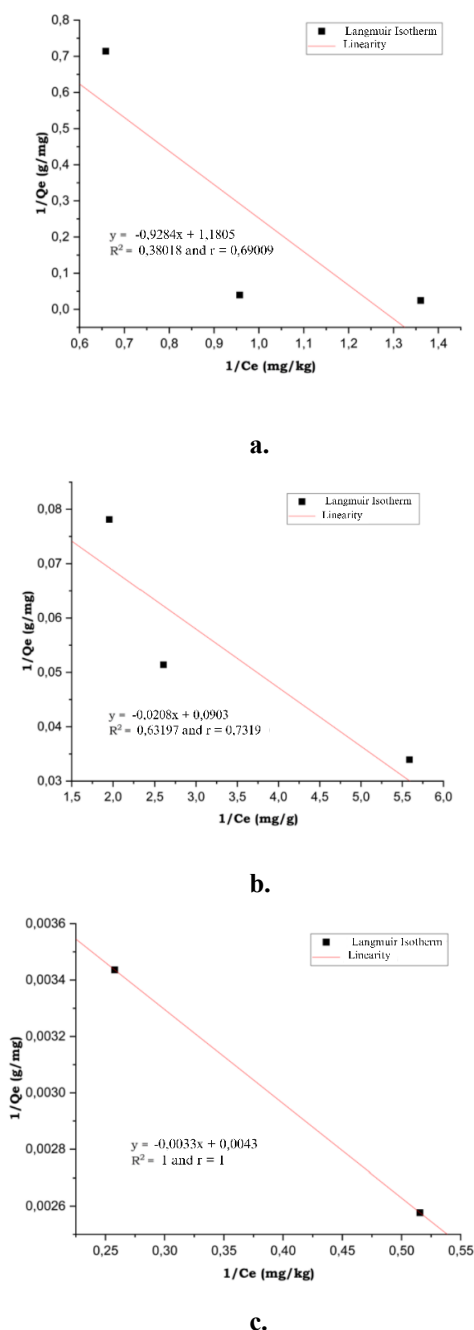 0,8
0,7
0,6
0,5
0,4
0,3
0,2
0,1
0,0
1/Qe (g/mg)
Langmuir Isotherm
Linearity
y = -0,9284x + 1,1805
R² = 0,38018 and r = 0,69009
0,6 0,7 0,8 0,9 1,0 1,1 1,2 1,3 1,4
1/Ce (mg/kg)
a.
0,08
0,07
0,06
0,05
0,04
0,03
1/Qe (g/mg)
Langmuir Isotherm
Linearity
y = -0,0208x + 0,0903
R² = 0,63197 and r = 0,7319
1,5 2,0 2,5 3,0 3,5 4,0 4,5 5,0 5,5 6,0
1/Ce (mg/g)
b.
0,0036
0,0034
0,0030
0,0028
0,0026
1/Qe (g/mg)
Langmuir Isotherm
Linearity
y = -0,0033x + 0,0043
R² = 1 and r = 1
0,25 0,30 0,35 0,40 0,45 0,50 0,55
1/Ce (mg/kg)
c.